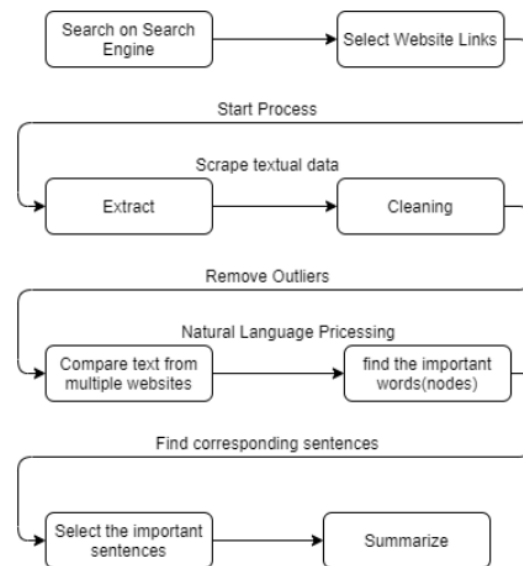 Search on Search
Engine
Select Website Links
Start Process
Scrape textual data
Extract
Cleaning
Remove Outliers
Natural Language Pricessing
Compare text from
multiple websites
find the important
words(nodes)
Find corresponding sentences
Select the important
sentences
Summarize